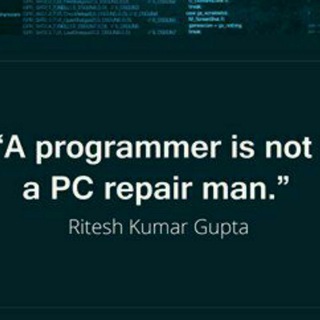 “A programmer is not
a PC repair man.”
Ritesh Kumar Gupta